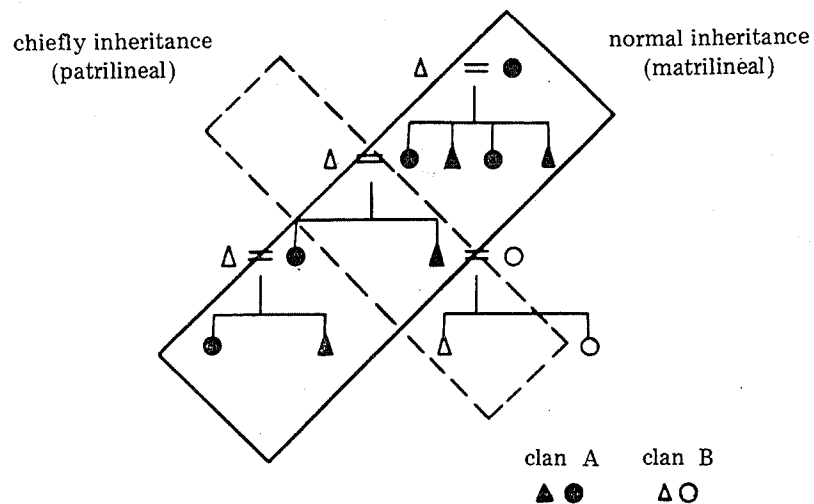 chiefly inheritance
(patrilineal)
normal inheritance
(matrilineal)
clan A
clan B